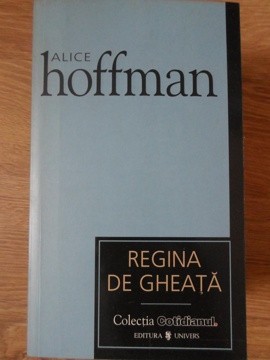 ALICE
hoffman
REGINA
DE GHEAȚĂ
Colecția Cotidianul.
EDITURA UNIVERS